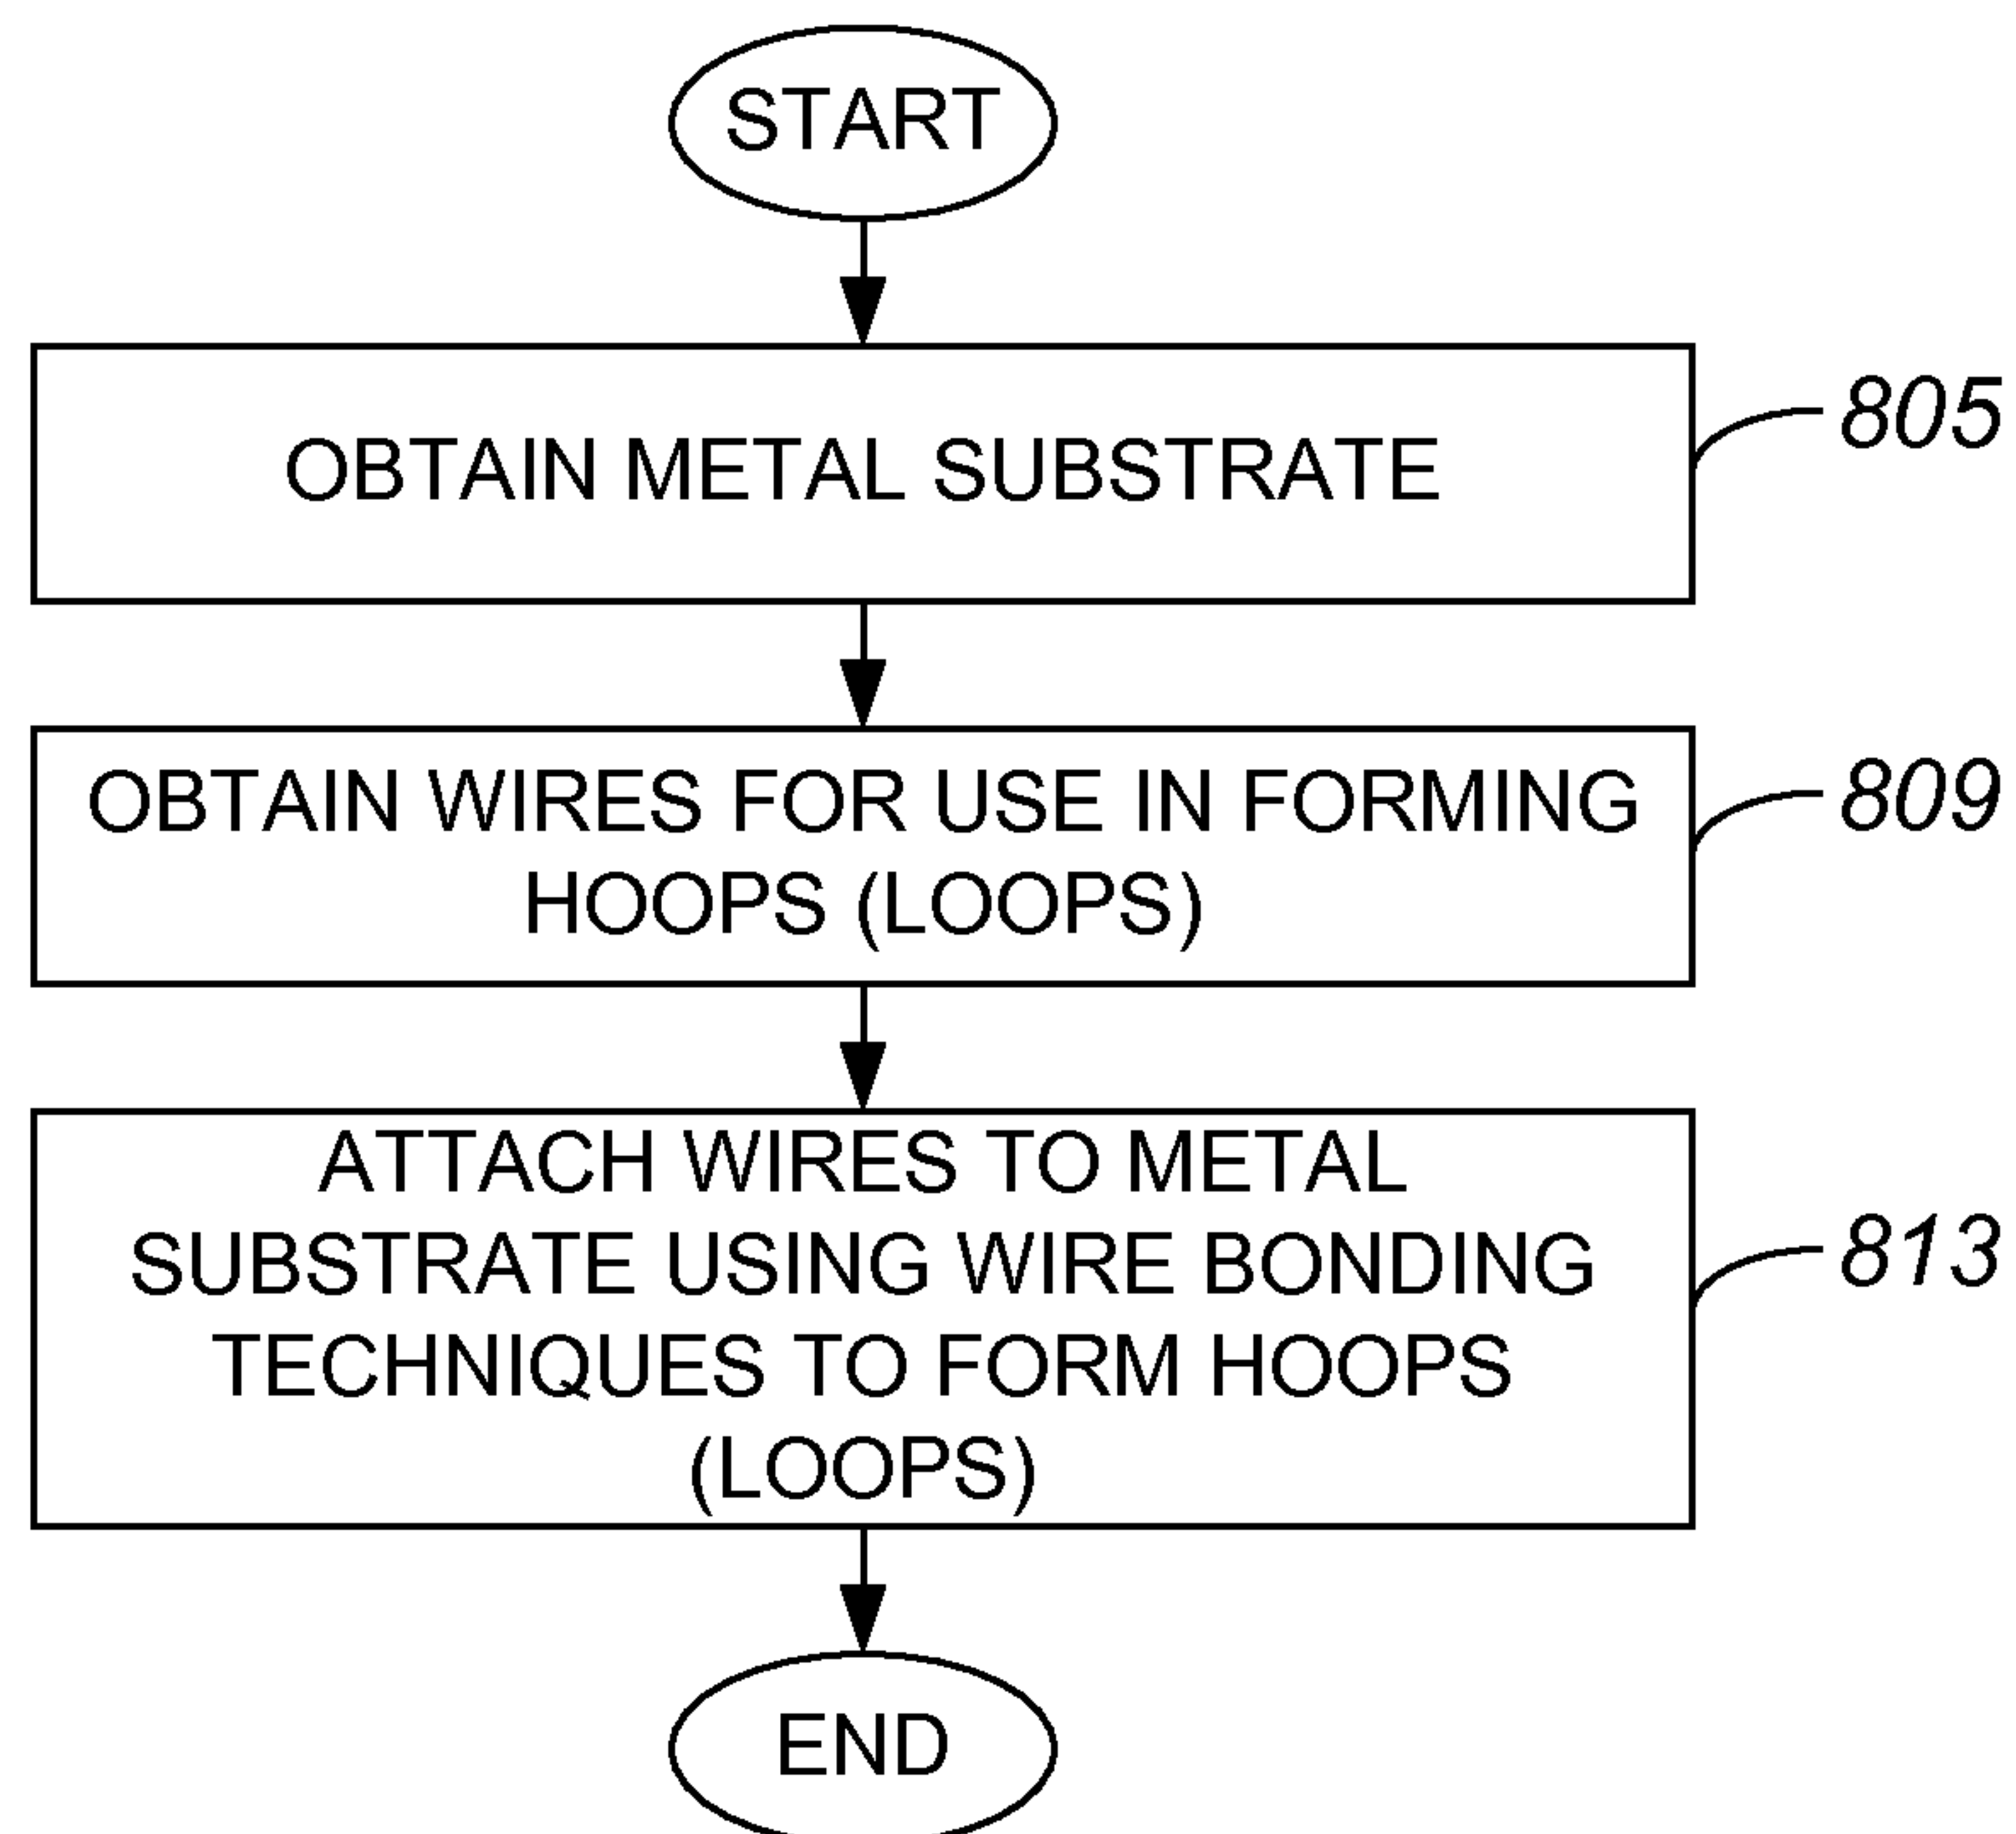 START
OBTAIN METAL SUBSTRATE
805
OBTAIN WIRES FOR USE IN FORMING
HOOPS (LOOPS)
809
ATTACH WIRES TO METAL
SUBSTRATE USING WIRE BONDING
TECHNIQUES TO FORM HOOPS
(LOOPS)
813
END